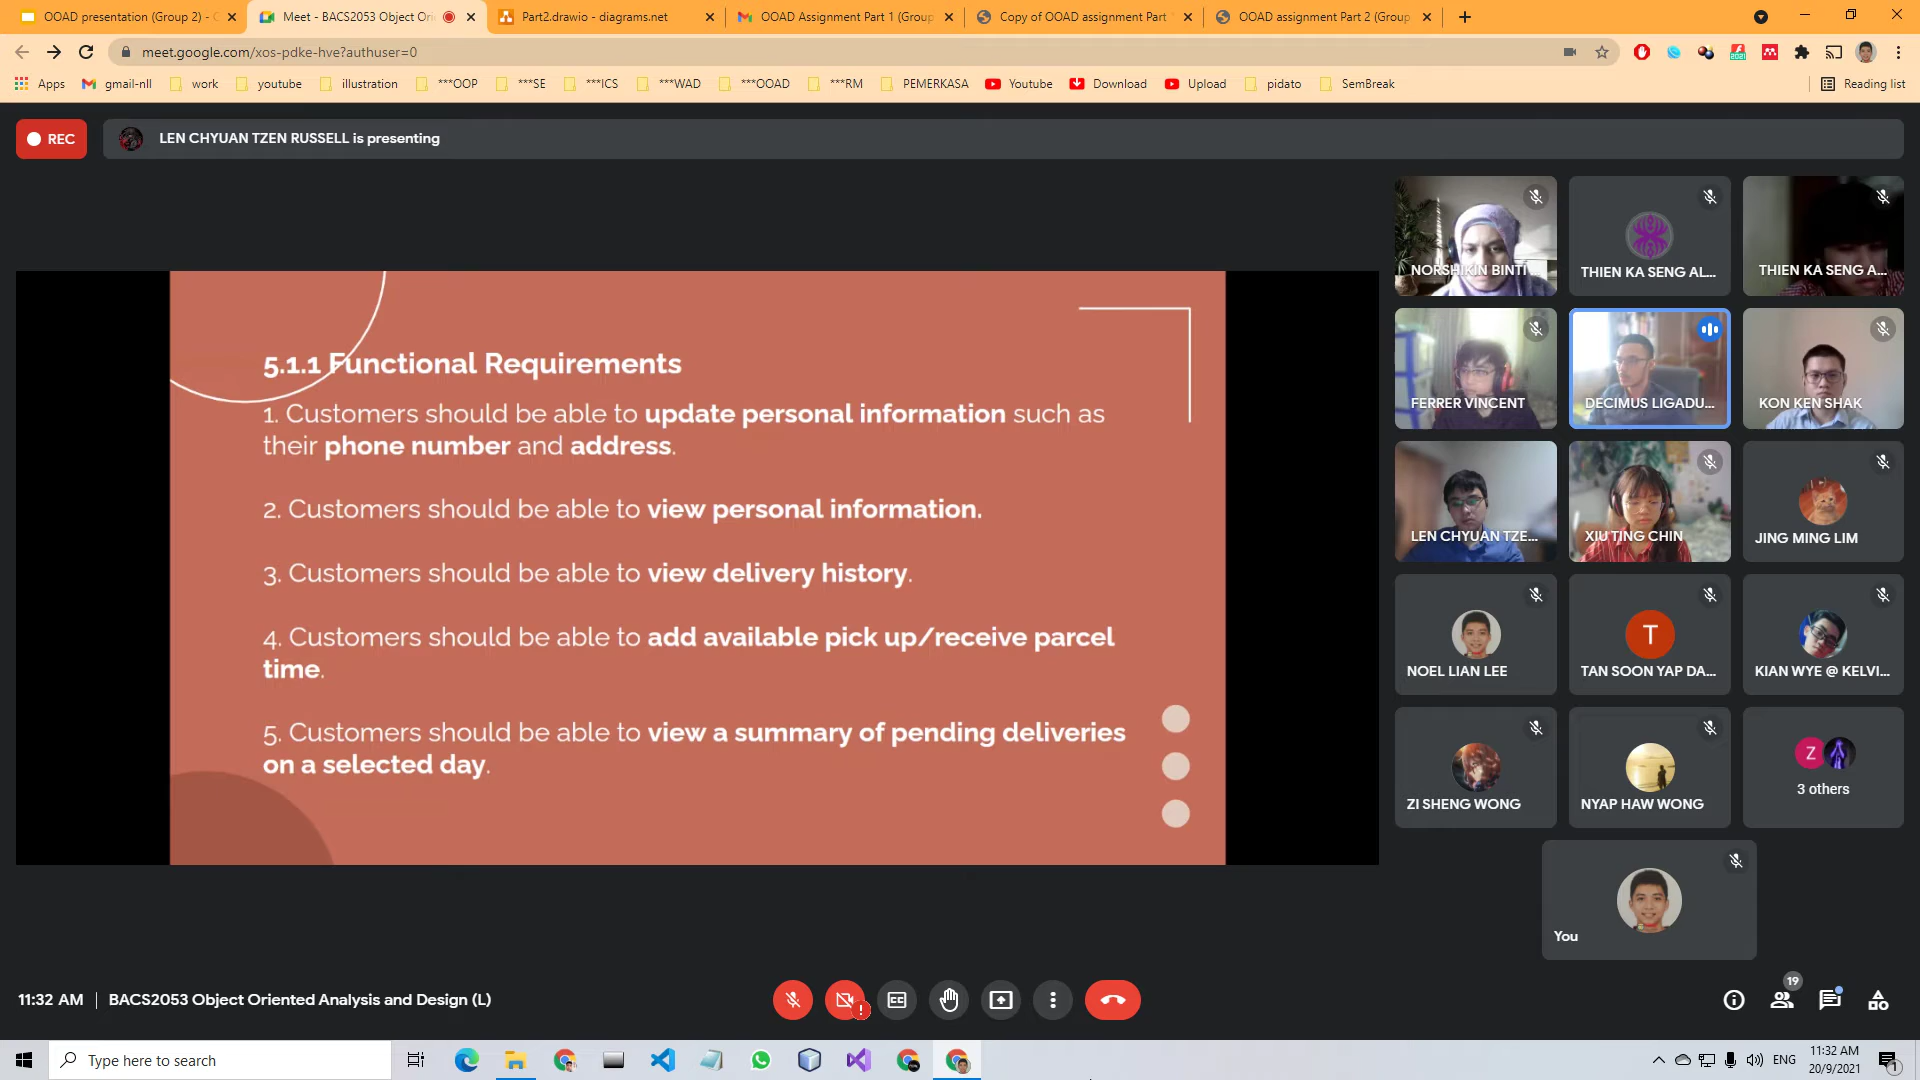 OOAD presentation (Group 2) - G
Meet - BACS2053 Object Ori
Part2.drawio - diagrams.net
OOAD Assignment Part 1 (Group
Copy of OOAD assignment Part
OOAD assignment Part 2 (Group
meet.google.com/xos-pdke-hve?authuser=0
Apps
gmail-nll
work
youtube
illustration
***OOP
***SE
***ICS
***WAD
***OOAD
***RM
PEMERKASA
Youtube
Download
Upload
pidato
SemBreak
Reading list
REC
LEN CHYUAN TZEN RUSSELL is presenting
5.1.1 Functional Requirements
1. Customers should be able to update personal information such as
their phone number and address.
2. Customers should be able to view personal information.
3. Customers should be able to view delivery history.
4. Customers should be able to add available pick up/receive parcel
time.
5. Customers should be able to view a summary of pending deliveries
on a selected day.
NORSHIKIN BINTI
THIEN KA SENG AL...
THIEN KA SENG A...
FERRER VINCENT
DECIMUS LIGADU...
KON KEN SHAK
LEN CHYUAN TZE...
XIU TING CHIN
JING MING LIM
NOEL LIAN LEE
T
TAN SOON YAP DA...
KIAN WYE @ KELVI...
ZI SHENG WONG
NYAP HAW WONG
Z
3 others
You
11:32 AM | BACS2053 Object Oriented Analysis and Design (L)
19
Type here to search
ENG
11:32 AM
20/9/2021
1